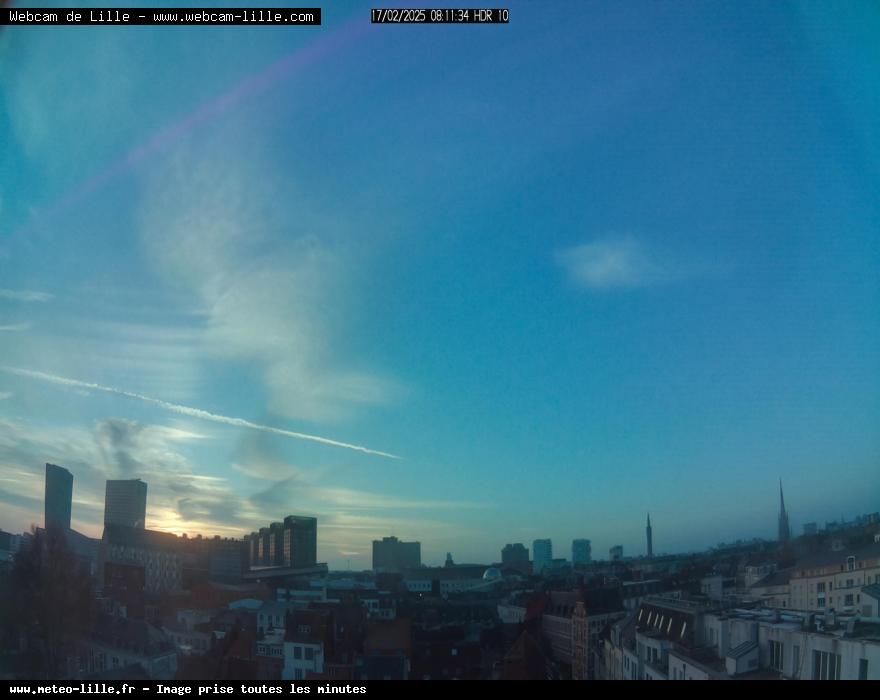 Webcam de Lille - www.webcam-lille.com
17/02/2025 08:11:34 HDR 10
www.meteo-lille.fr - Image prise toutes les minutes